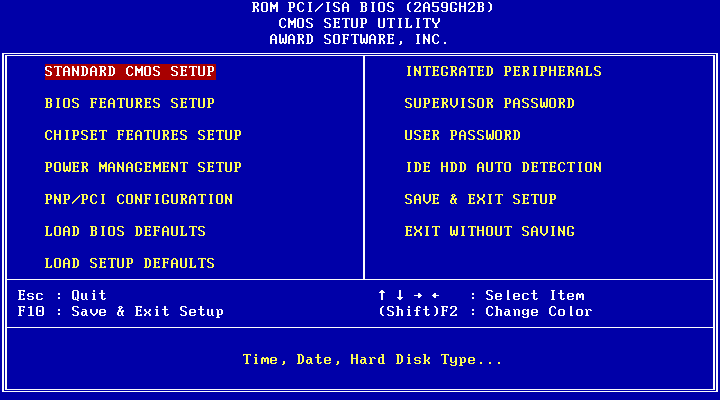 ROM PCI/ISA BIOS (2A59GH2B)
CMOS SETUP UTILITY
AWARD SOFTWARE, INC.
STANDARD CMOS SETUP
BIOS FEATURES SETUP
CHIPSET FEATURES SETUP
POWER MANAGEMENT SETUP
PNP/PCI CONFIGURATION
LOAD BIOS DEFAULTS
LOAD SETUP DEFAULTS
INTEGRATED PERIPHERALS
SUPERVISOR PASSWORD
USER PASSWORD
IDE HDD AUTO DETECTION
SAVE & EXIT SETUP
EXIT WITHOUT SAVING
Esc : Quit
F10 : Save & Exit Setup
↑ ↓ → ← : Select Item
(Shift)F2 : Change Color
Time, Date, Hard Disk Type...